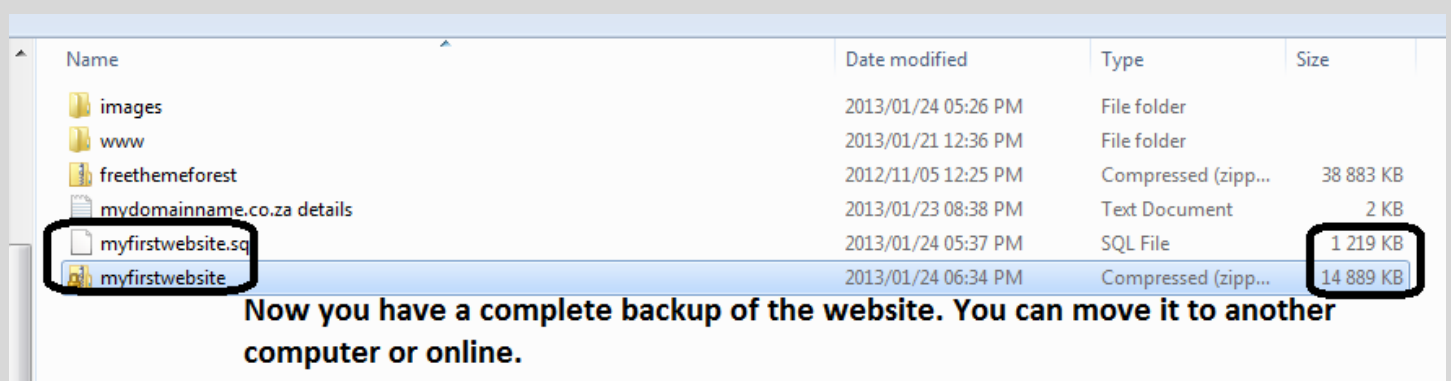 Name Date modified Type Size
images 2013/01/24 05:26 PM File folder
www 2013/01/21 12:36 PM File folder
freethemeforest 2012/11/05 12:25 PM Compressed (zipp... 38 883 KB
mydomainname.co.za details 2013/01/23 08:38 PM Text Document 2 KB
myfirstwebsite.sq 2013/01/24 05:37 PM SQL File 1 219 KB
myfirstwebsite 2013/01/24 06:34 PM Compressed (zipp... 14 889 KB
Now you have a complete backup of the website. You can move it to another
computer or online.